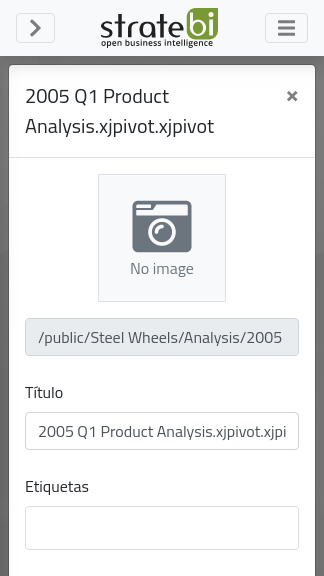 stratebi
open business intelligence
2005 Q1 Product
Analysis.xjpivot.xjpivot
×
No image
/public/Steel Wheels/Analysis/2005
Título
2005 Q1 Product Analysis.xjpivot.xjpi
Etiquetas